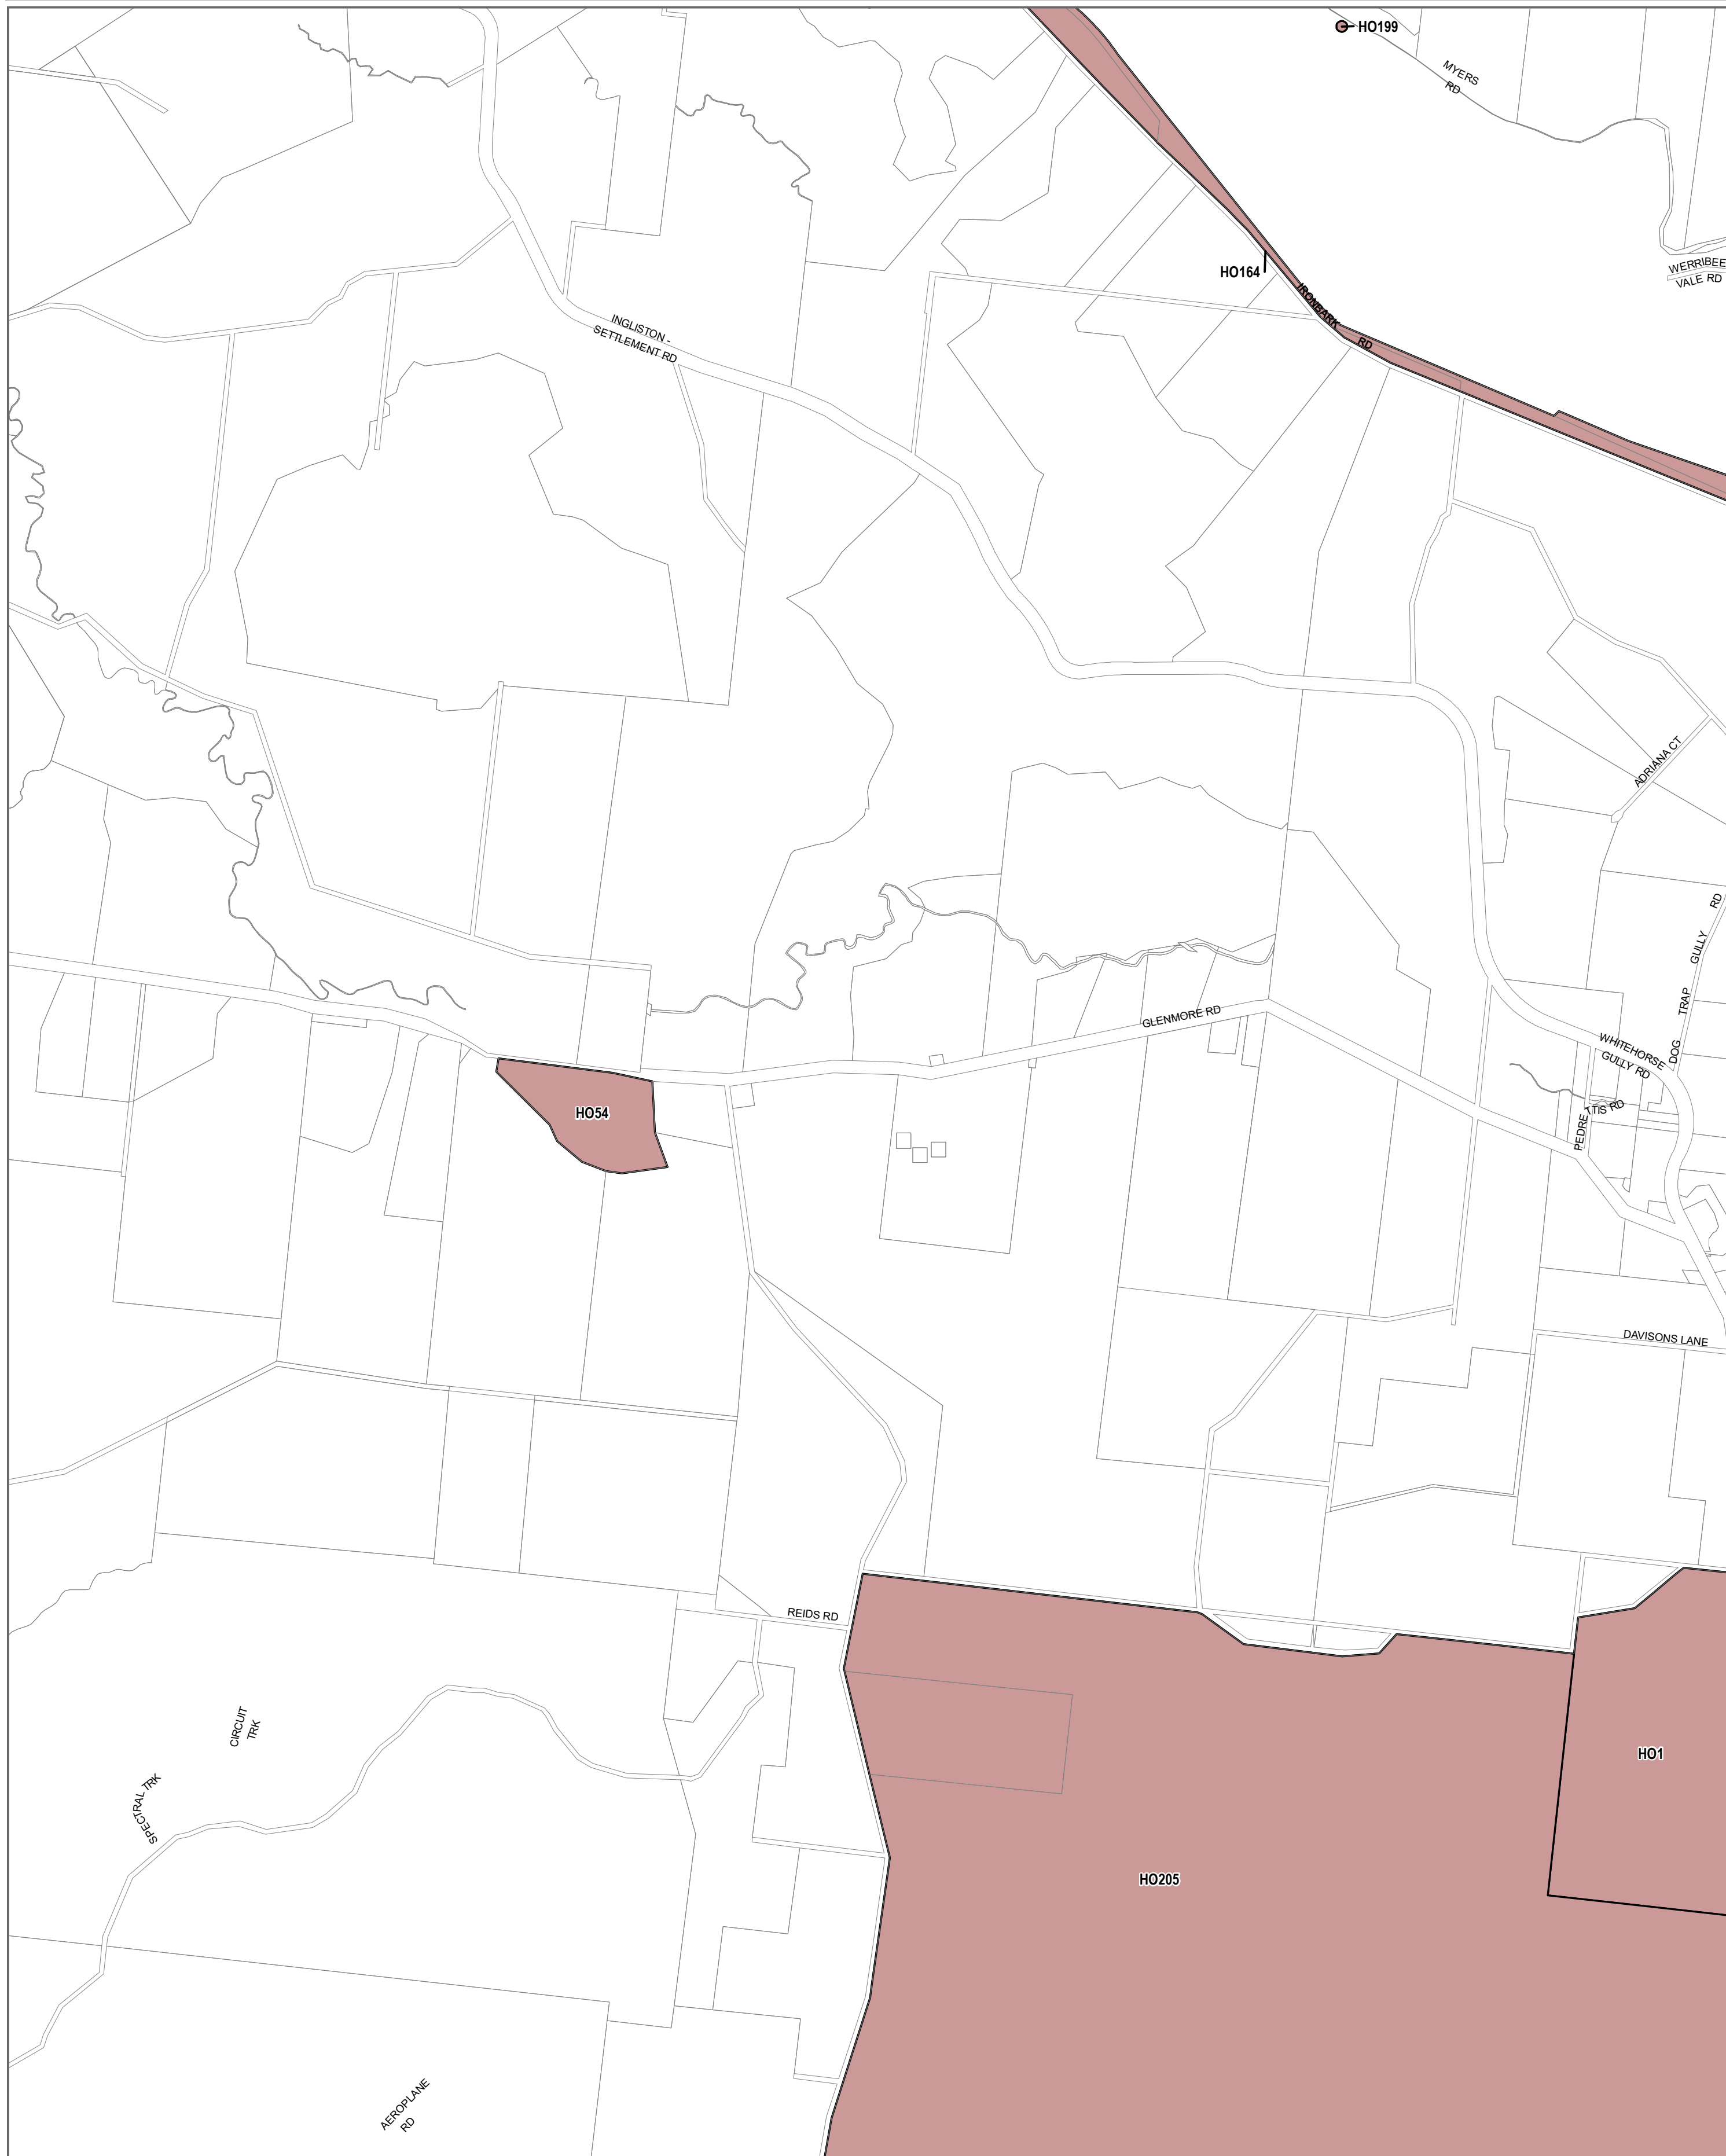 HO199
MYERS
RD
WERRIBEE
VALE RD
HO164
IRONBARK
RD
INGLISTON -
SETTLEMENT RD
ADRIANA CT
DOG TRAP GULLY RD
GLENMORE RD
WHITEHORSE
GULLY RD
HO54
PEDRETTIS RD
DAVISONS LANE
REIDS RD
CIRCUIT
TRK
HO1
SPECTRAL TRK
HO205
AEROPLANE
RD